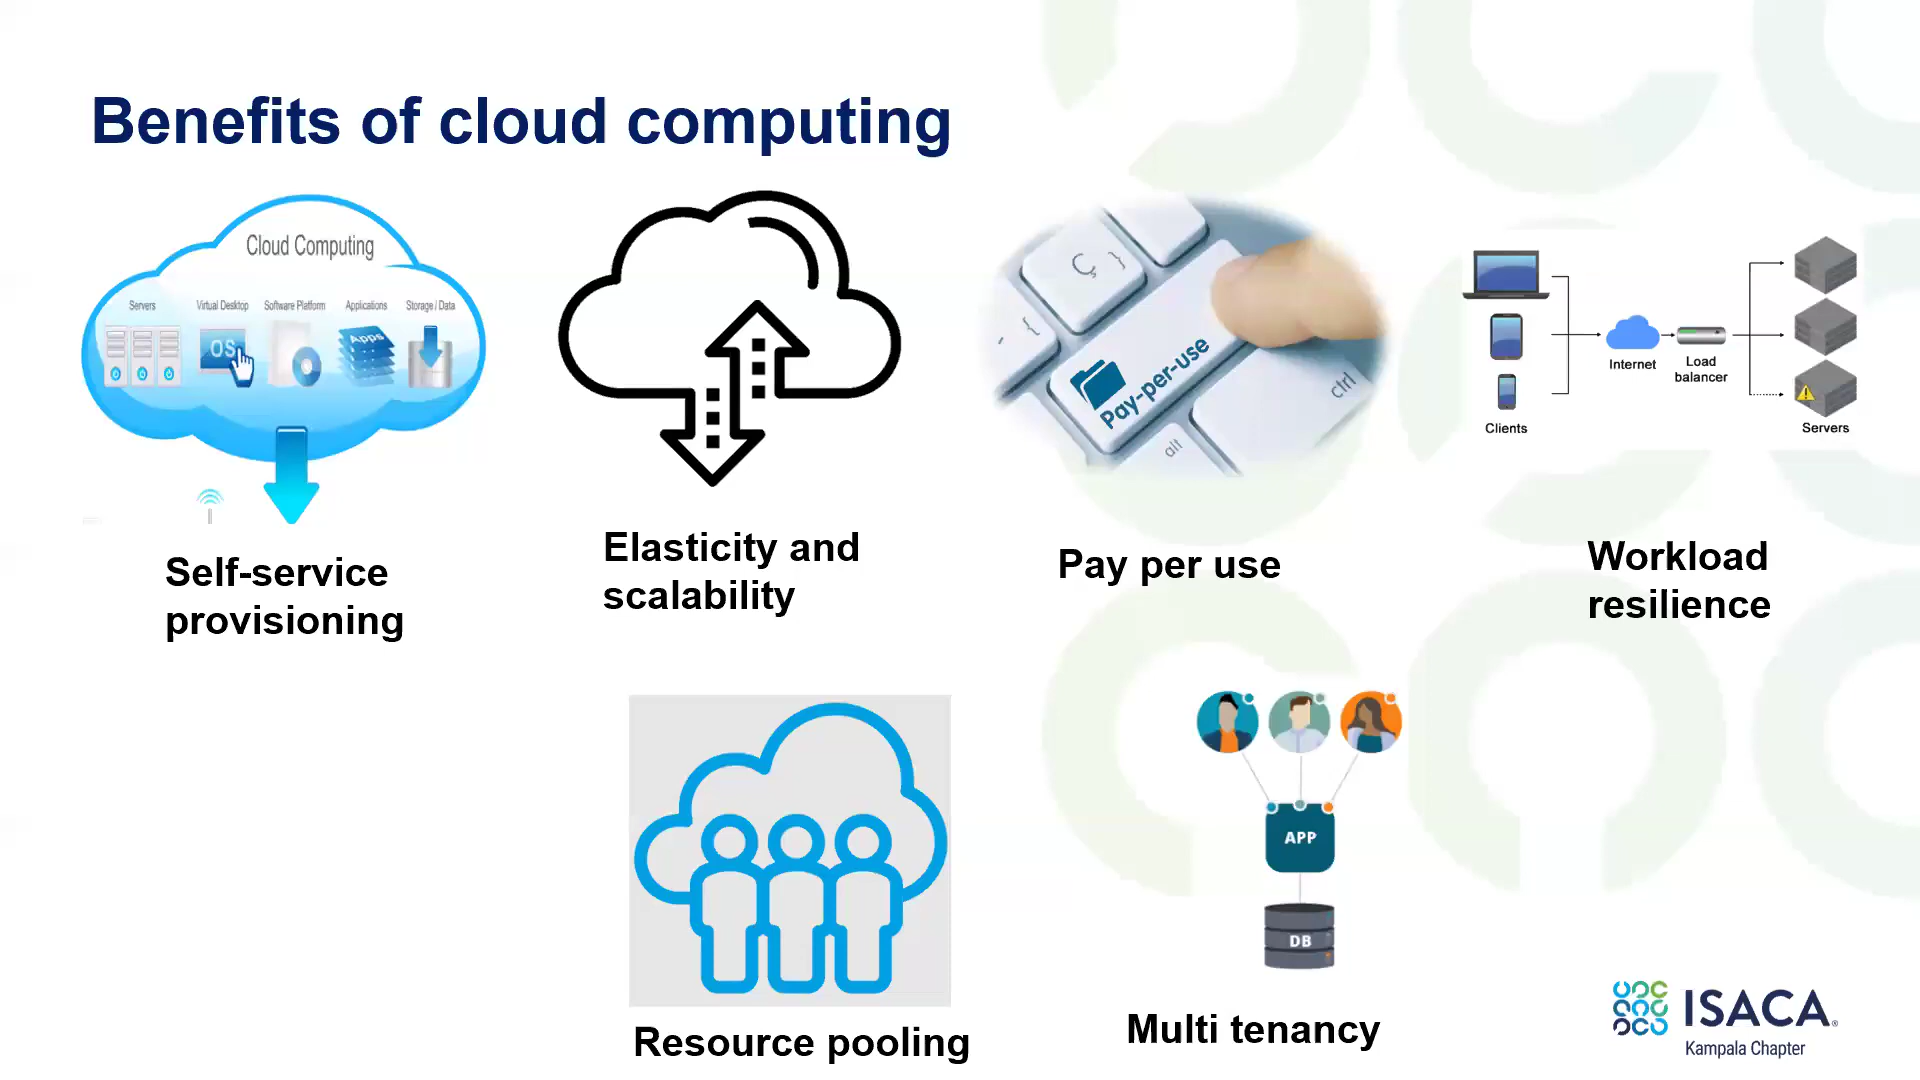 Benefits of cloud computing
Cloud Computing
Servers
Virtual Desktop
Software Platform
Applications
Storage / Data
OS
Apps
Self-service
provisioning
Elasticity and
scalability
Ç
}
{
Pay-per-use
ctrl
alt
Pay per use
Clients
Internet
Load
balancer
Servers
Workload
resilience
Resource pooling
APP
DB
Multi tenancy
ISACA®
Kampala Chapter